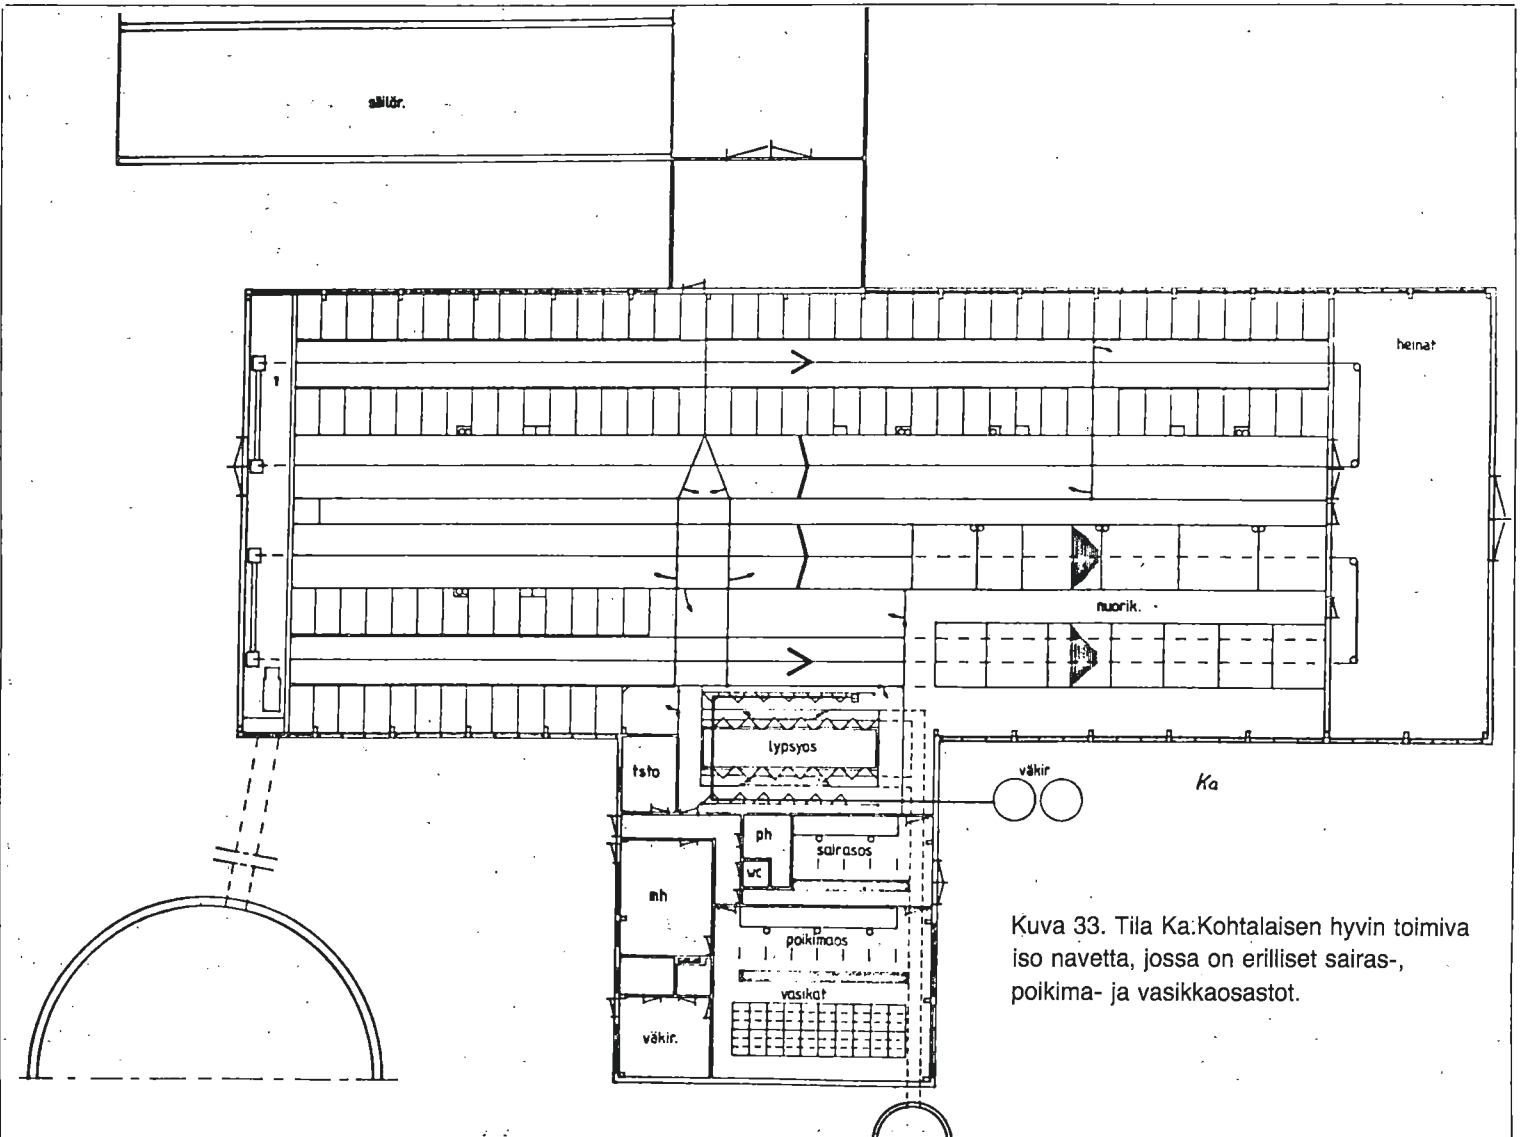 säilör.
heinat
1
nuorik.
lypsyos
tsto
väkir
Ka
ph
sairasos
wc
mh
poikimaos
vasikat
väkir.
Kuva 33. Tila Ka:Kohtalaisen hyvin toimiva
iso navetta, jossa on erilliset sairas-,
poikima- ja vasikkaosastot.